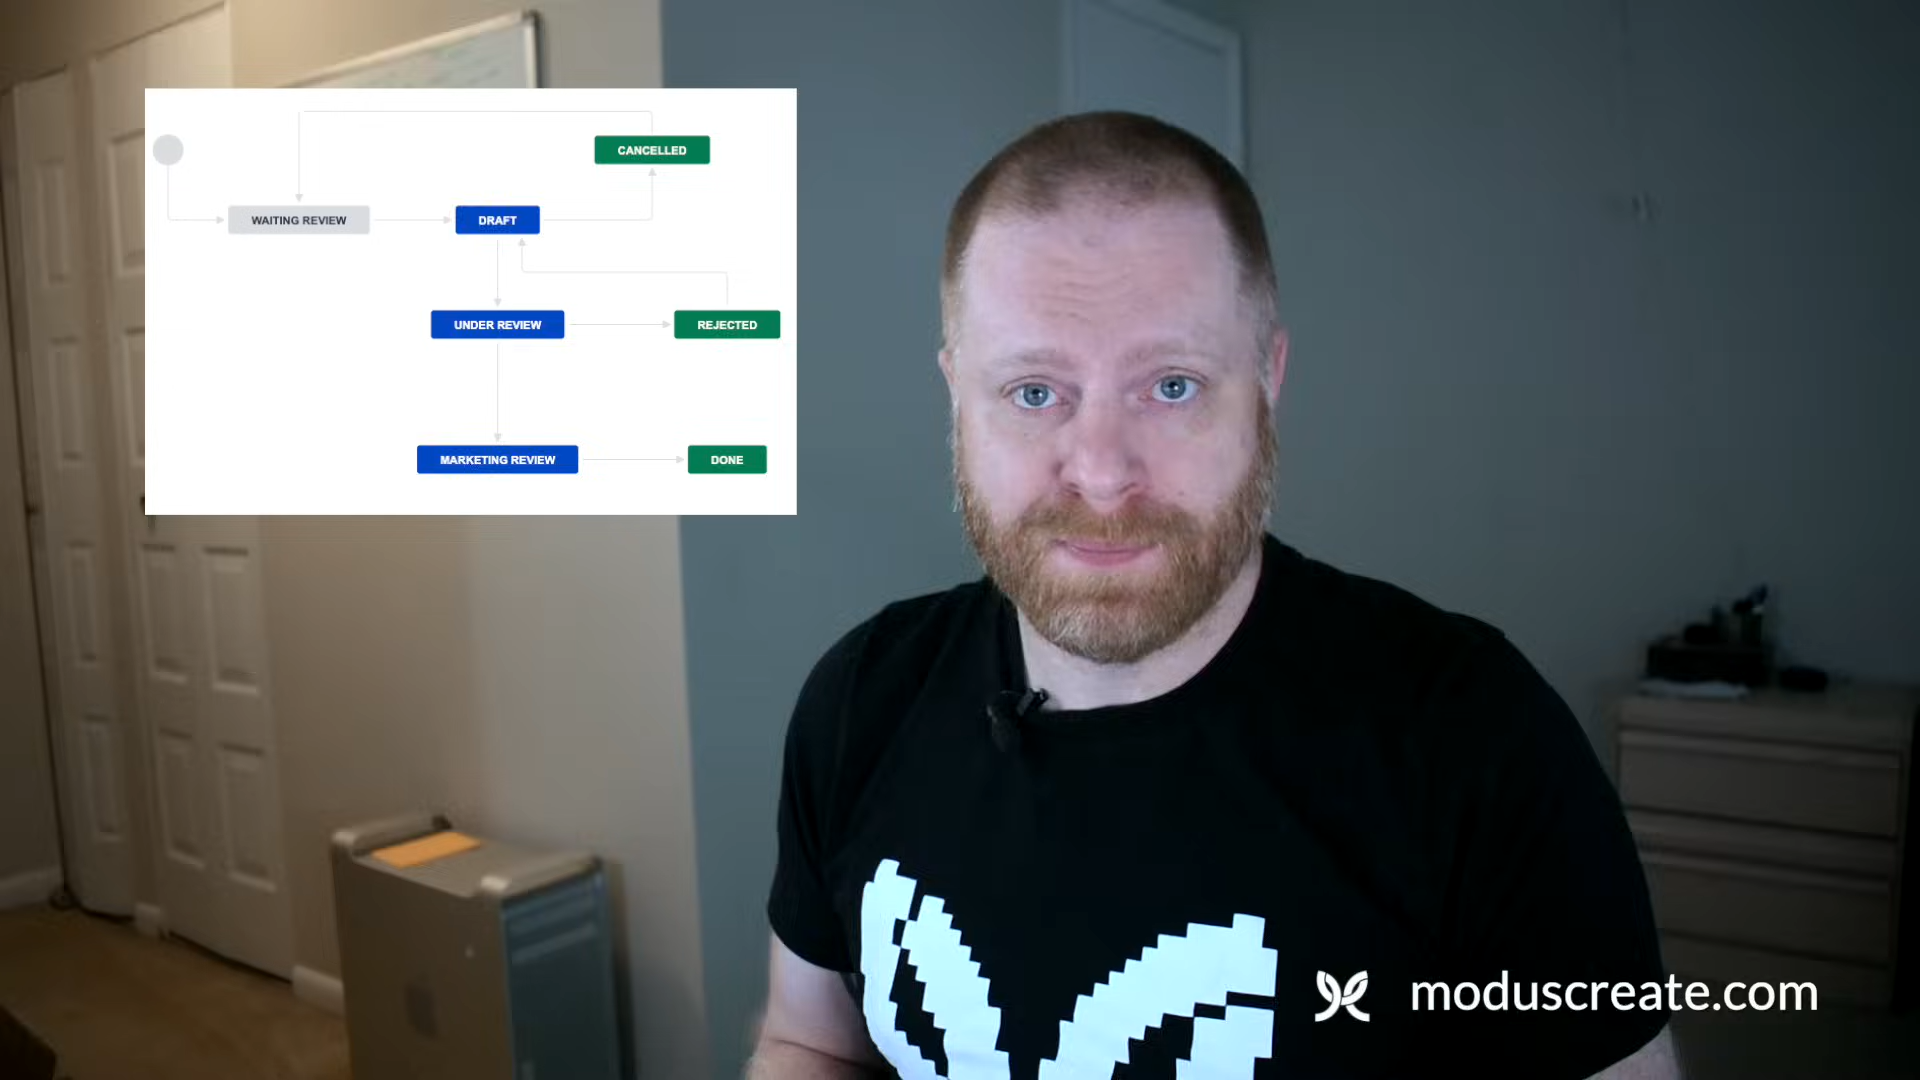 CANCELLED
WAITING REVIEW
DRAFT
UNDER REVIEW
REJECTED
MARKETING REVIEW
DONE
moduscreate.com